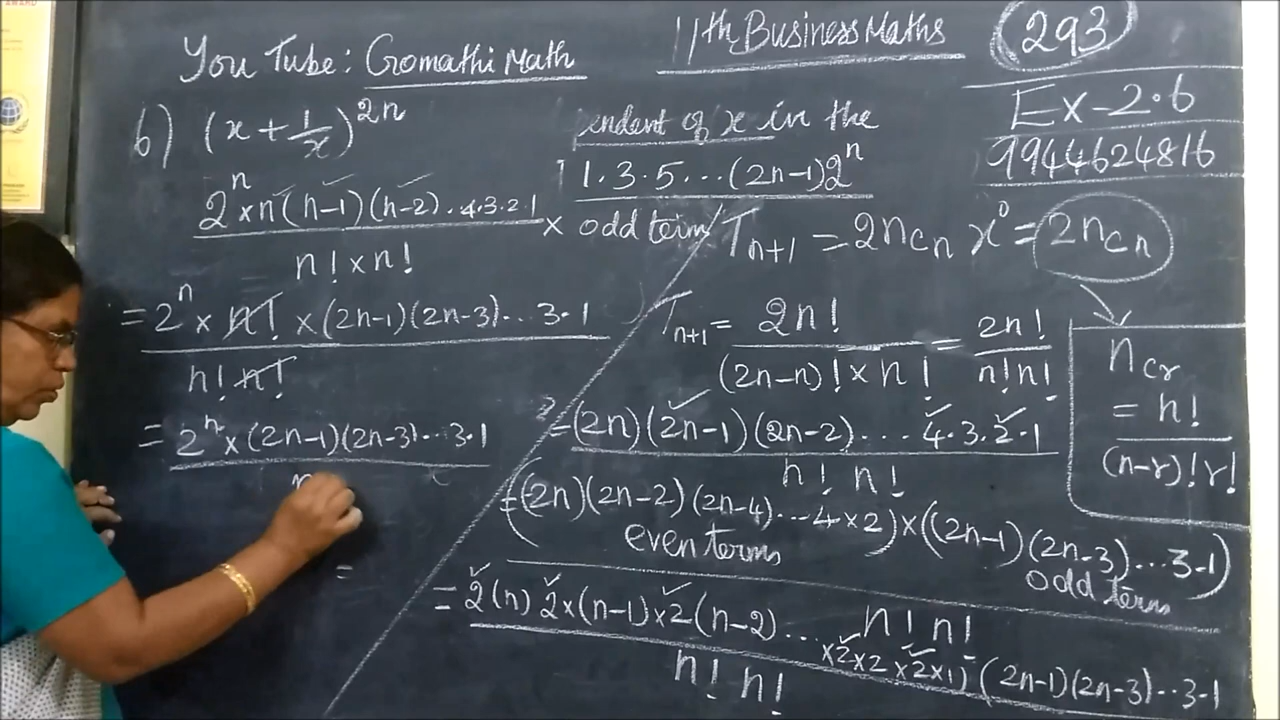 You Tube: Gomathi Math
11th Business Maths
293
Ex-2.6
9944624816
6) (x + 1/x)^2n
endent of x in the
1.3.5...(2n-1)2^n
2^n × n(n-1)(n-2)...4.3.2.1 × odd term
n! × n!
= 2^n × n! × (2n-1)(2n-3)...3.1
n! n!
= 2^n × (2n-1)(2n-3)...3.1
=
T_n+1 = 2nC_n x^0 = 2nC_n
T_n+1 = 2n! / (2n-n)! × n! = 2n! / n! n!
= (2n)(2n-1)(2n-2)....4.3.2.1
n! n!
= ((2n)(2n-2)(2n-4)...4×2) × ((2n-1)(2n-3)...3-1)
even terms
odd term
n! n!
= 2(n) 2×(n-1)×2(n-2)....×2×2×2×1) (2n-1)(2n-3)..3-1
n! n!
nCr
= n!
(n-r)! r!